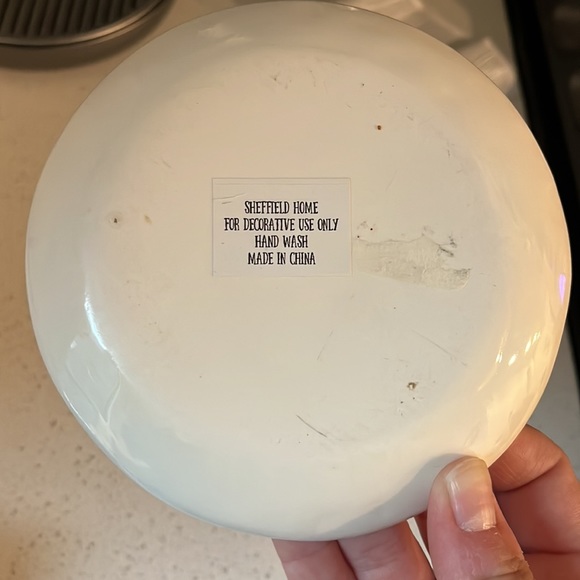 SHEFFIELD HOME
FOR DECORATIVE USE ONLY
HAND WASH
MADE IN CHINA